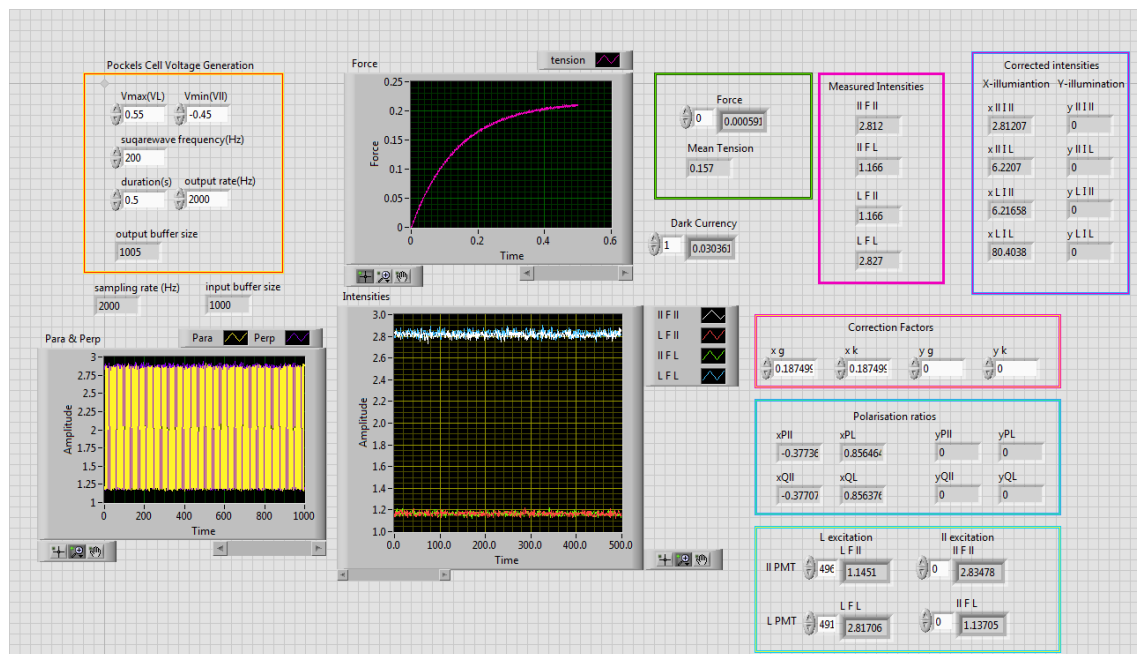 Pockels Cell Voltage Generation
Vmax(VL) Vmin(VII)
0.55 -0.45
suqarewave frequency(Hz)
200
duration(s) output rate(Hz)
0.5 2000
output buffer size
1005
sampling rate (Hz) input buffer size
2000 1000
Force
tension
0.25-
0.2-
0.15-
0.1-
0.05-
0-
Force
0 0.2 0.4 0.6
Time
Force
0 0.000591
Mean Tension
0.157
Dark Currency
1 0.030361
Measured Intensities
II F II
2.812
II F L
1.166
L F II
1.166
L F L
2.827
Corrected intensities
X-illumiantion Y-illumination
x II I II y II I II
2.81207 0
x II I L y II I L
6.2207 0
x L I II y L I II
6.21658 0
x L I L y L I L
80.4038 0
Para & Perp
Para Perp
3-
2.75-
2.5-
2.25-
2-
1.75-
1.5-
1.25-
1-
Amplitude
0 200 400 600 800 1000
Time
Intensities
3.0-
2.8-
2.6-
2.4-
2.2-
2.0-
1.8-
1.6-
1.4-
1.2-
1.0-
Amplitude
0.0 100.0 200.0 300.0 400.0 500.0
Time
II F II
L F II
II F L
L F L
Correction Factors
x g x k y g y k
0.187499 0.187499 0 0
Polarisation ratios
xPII xPL yPII yPL
-0.37736 0.856464 0 0
xQII xQL yQII yQL
-0.37707 0.856376 0 0
L excitation II excitation
L F II II F II
II PMT 496 1.1451 0 2.83478
L F L II F L
L PMT 491 2.81706 0 1.13705